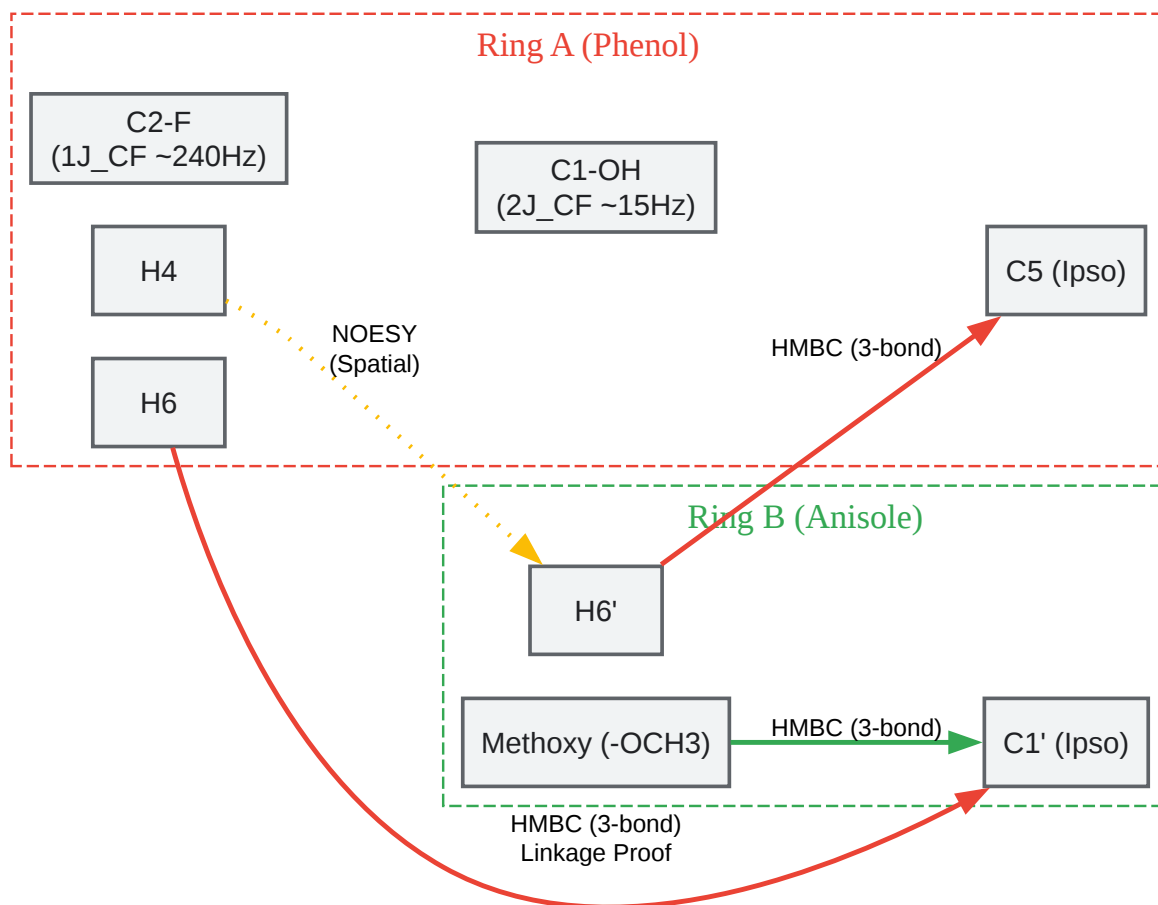 Ring A (Phenol)
C2-F
(1J_CF ~240Hz)
C1-OH
(2J_CF ~15Hz)
H4
C5 (Ipso)
NOESY
(Spatial)
HMBC (3-bond)
H6
Ring B (Anisole)
H6'
Methoxy (-OCH3)
HMBC (3-bond)
C1' (Ipso)
HMBC (3-bond)
Linkage Proof